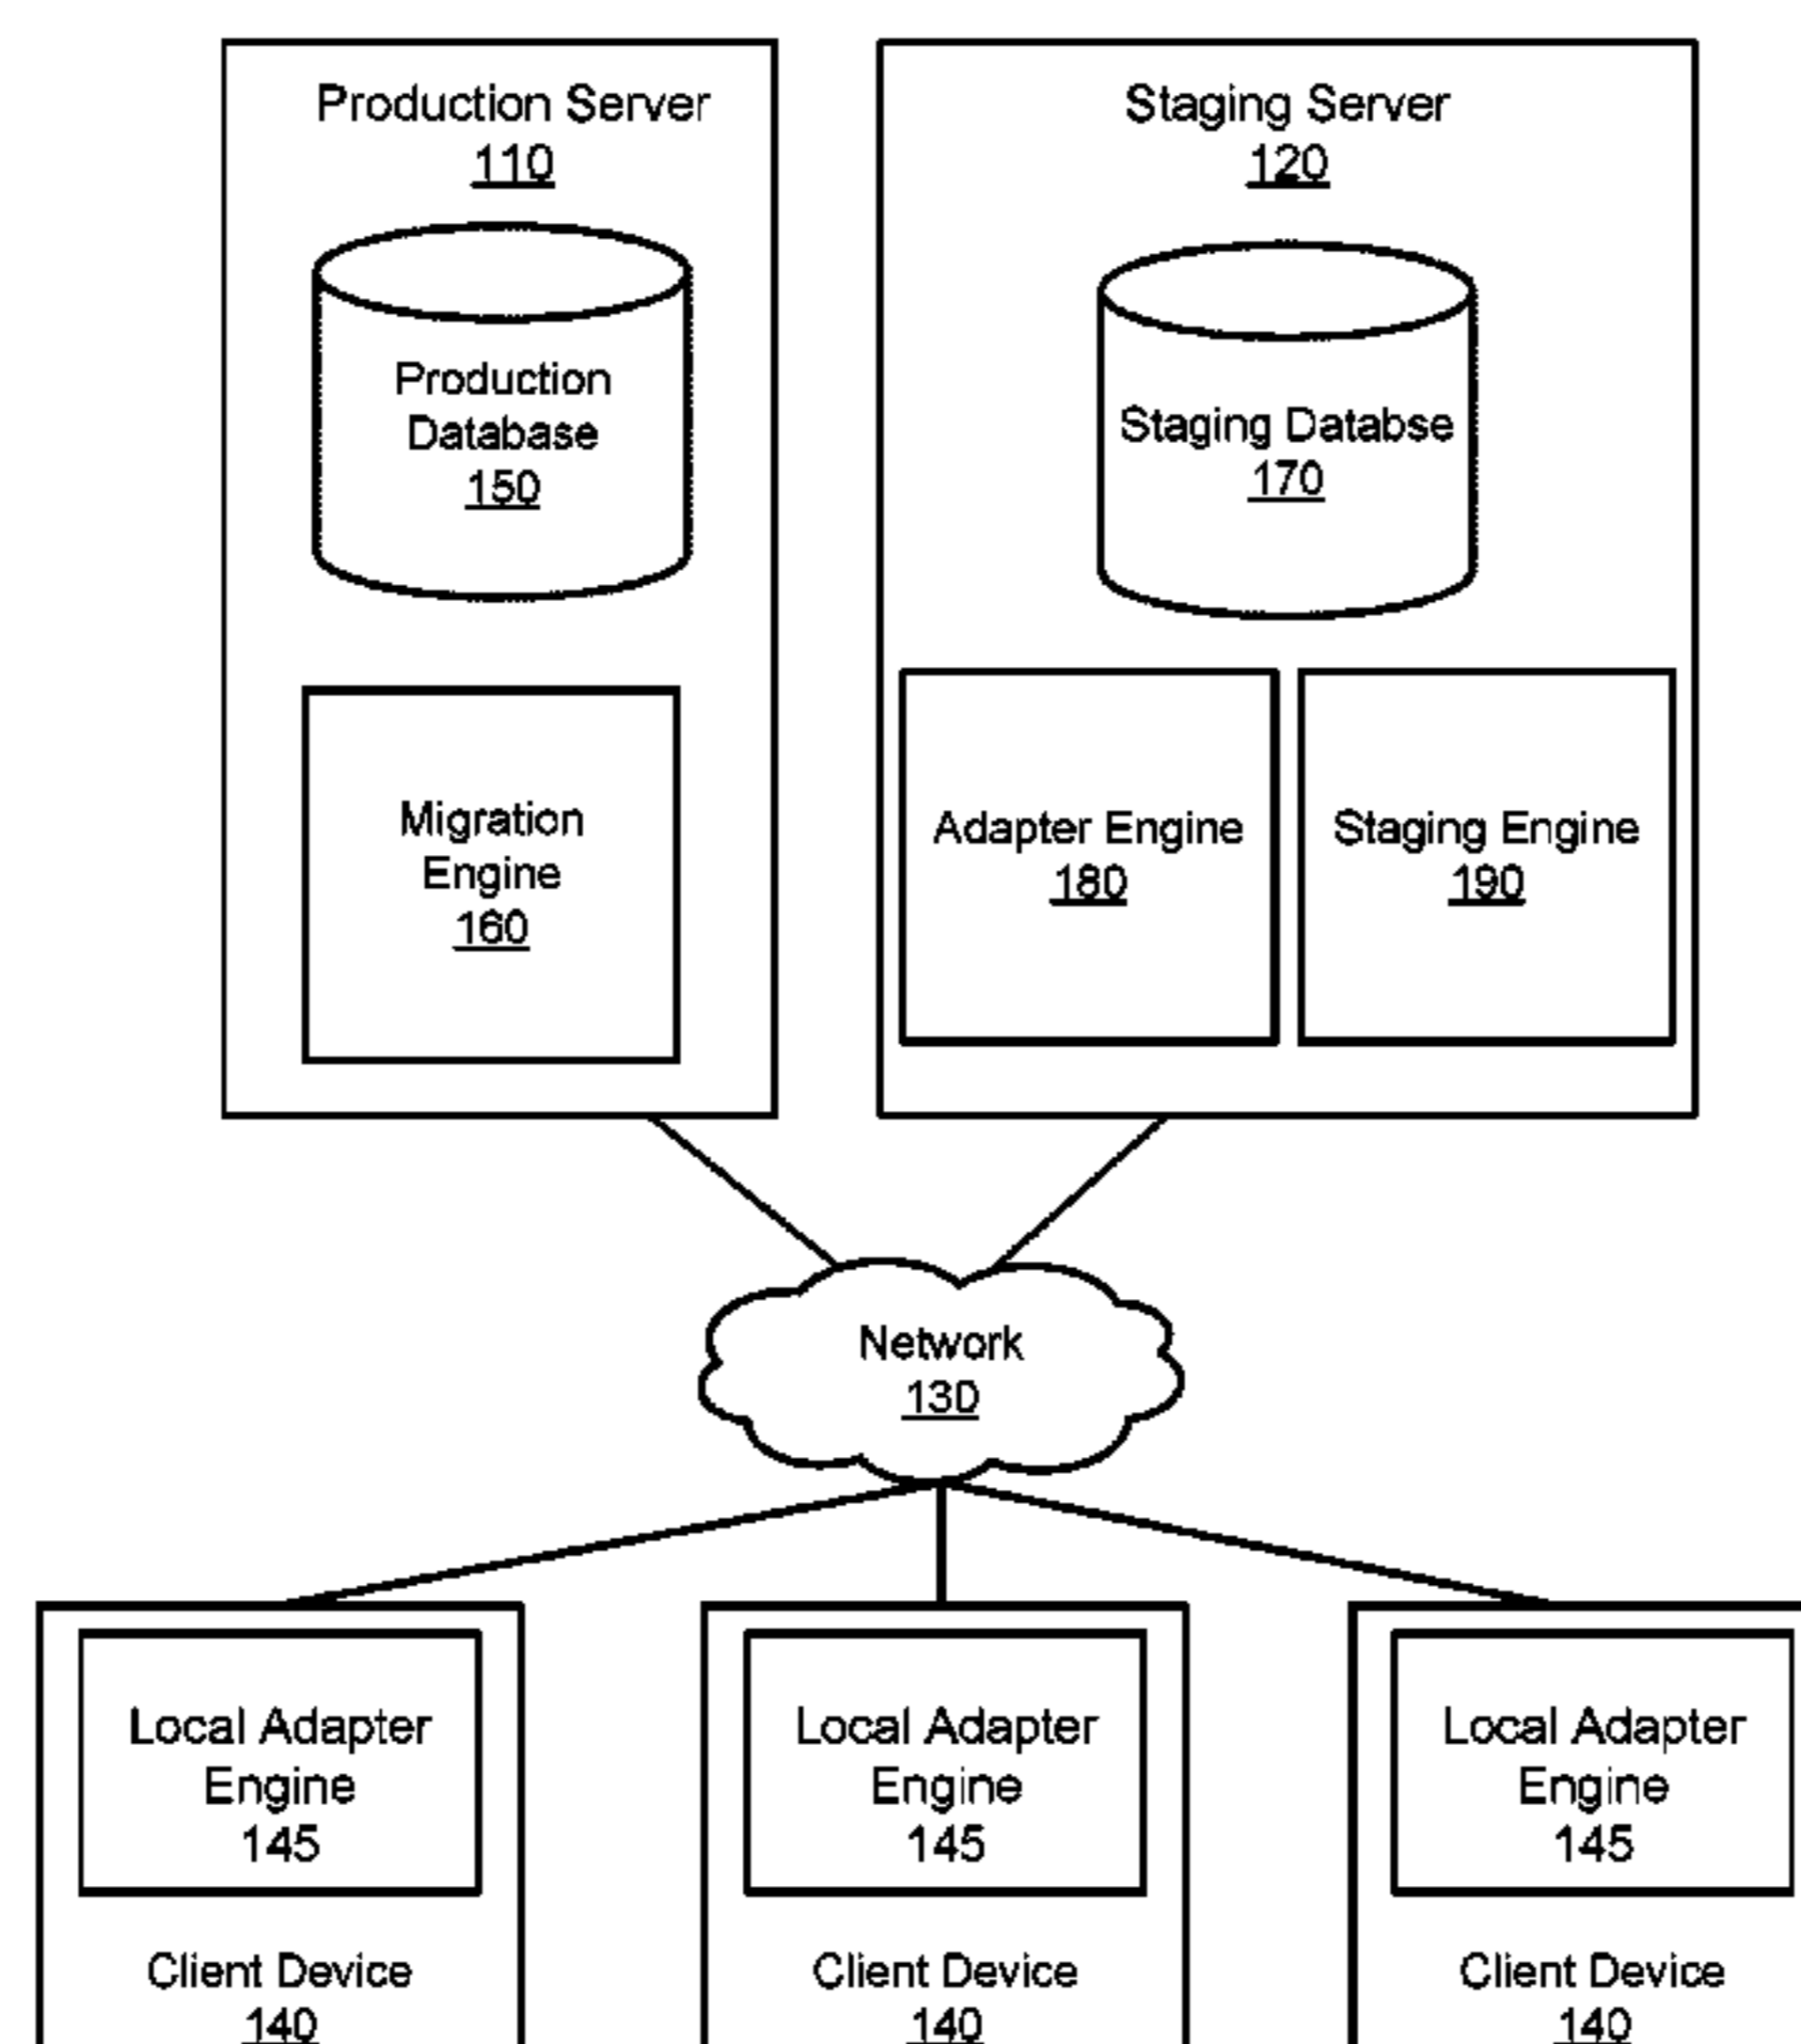 Production Server
110
Production
Database
150
Migration
Engine
160
Staging Server
120
Staging Databse
170
Adapter Engine
180
Staging Engine
190
Network
130
Local Adapter
Engine
145
Client Device
140
Local Adapter
Engine
145
Client Device
140
Local Adapter
Engine
145
Client Device
140